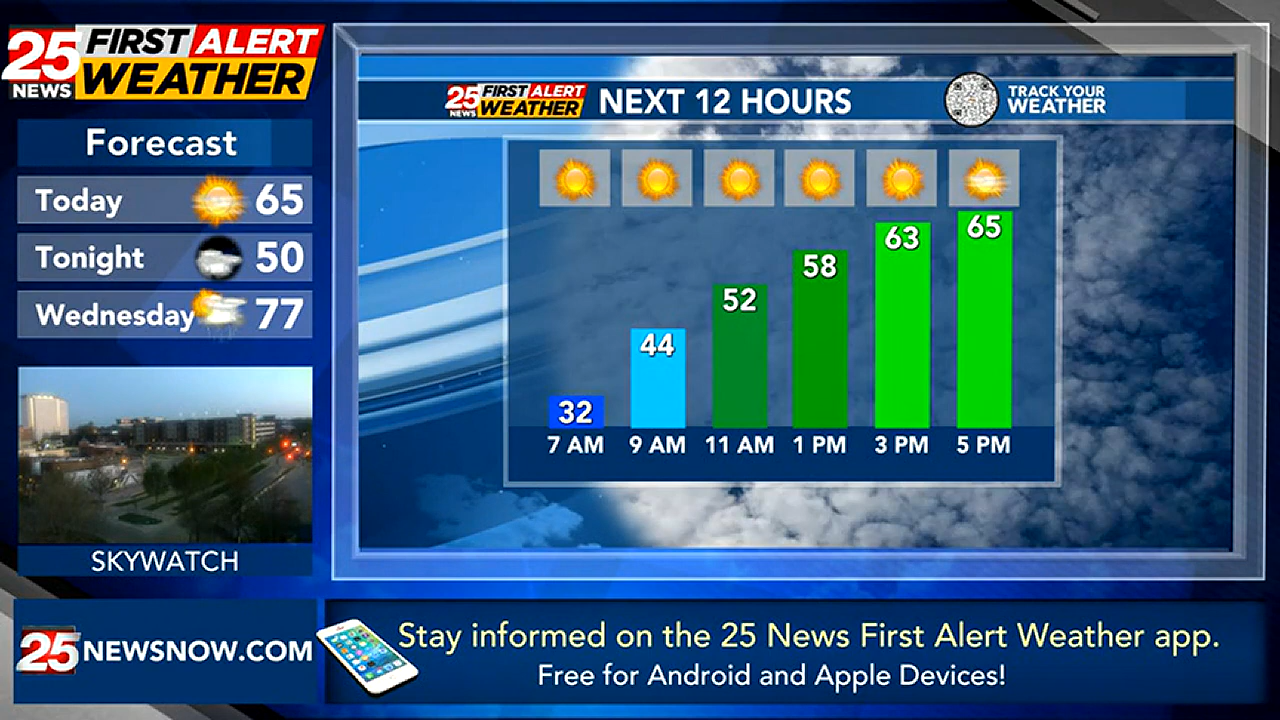 25 NEWS FIRST ALERT WEATHER
Forecast
Today 65
Tonight 50
Wednesday 77
SKYWATCH
25 NEWS FIRST ALERT WEATHER NEXT 12 HOURS
TRACK YOUR
WEATHER
32 44 52 58 63 65
7 AM 9 AM 11 AM 1 PM 3 PM 5 PM
25 NEWSNOW.COM
Stay informed on the 25 News First Alert Weather app.
Free for Android and Apple Devices!